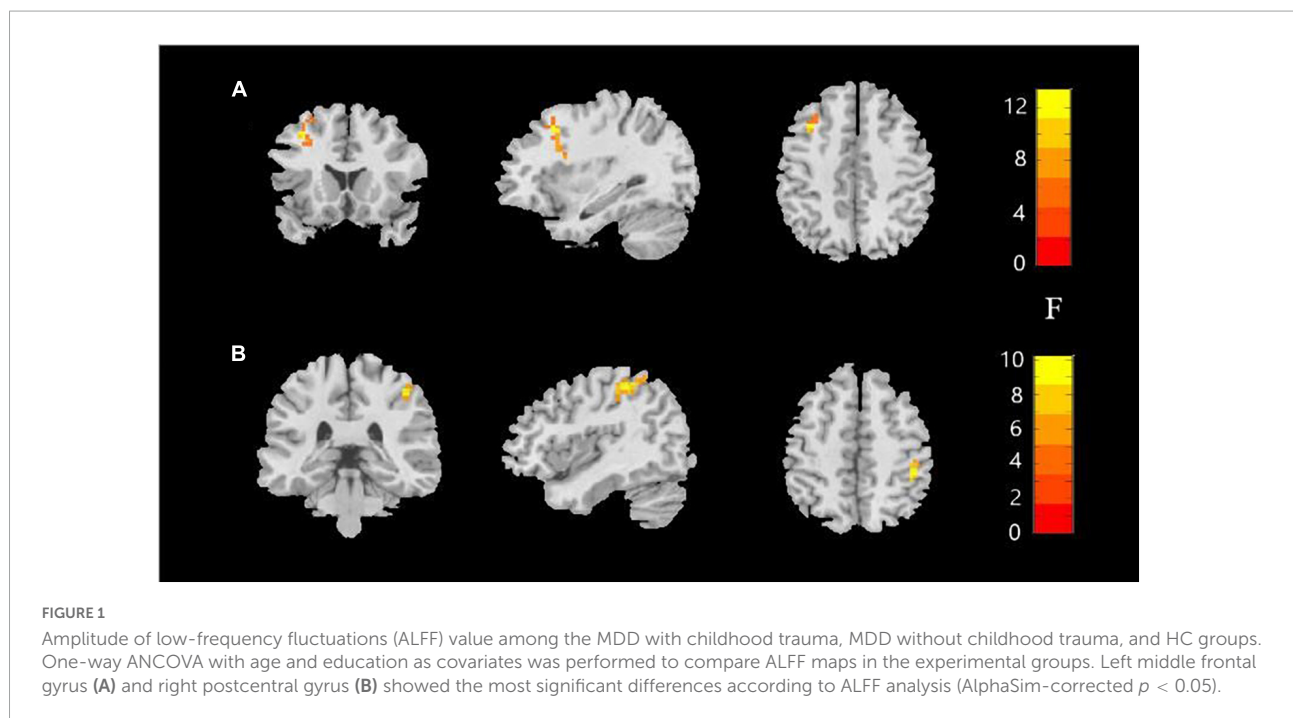 A
12
8
4
0
F
B
10
8
6
4
2
0
FIGURE 1
Amplitude of low-frequency fluctuations (ALFF) value among the MDD with childhood trauma, MDD without childhood trauma, and HC groups.
One-way ANCOVA with age and education as covariates was performed to compare ALFF maps in the experimental groups. Left middle frontal
gyrus (A) and right postcentral gyrus (B) showed the most significant differences according to ALFF analysis (AlphaSim-corrected p < 0.05).